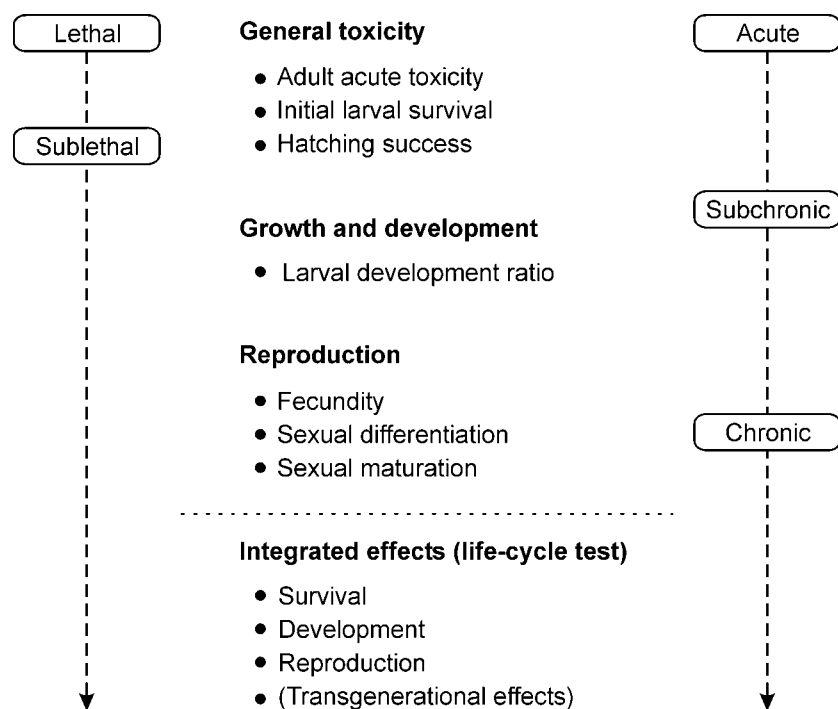 Lethal
Sublethal
General toxicity
• Adult acute toxicity
• Initial larval survival
• Hatching success
Growth and development
• Larval development ratio
Reproduction
• Fecundity
• Sexual differentiation
• Sexual maturation
Integrated effects (life-cycle test)
• Survival
• Development
• Reproduction
• (Transgenerational effects)
Acute
Subchronic
Chronic